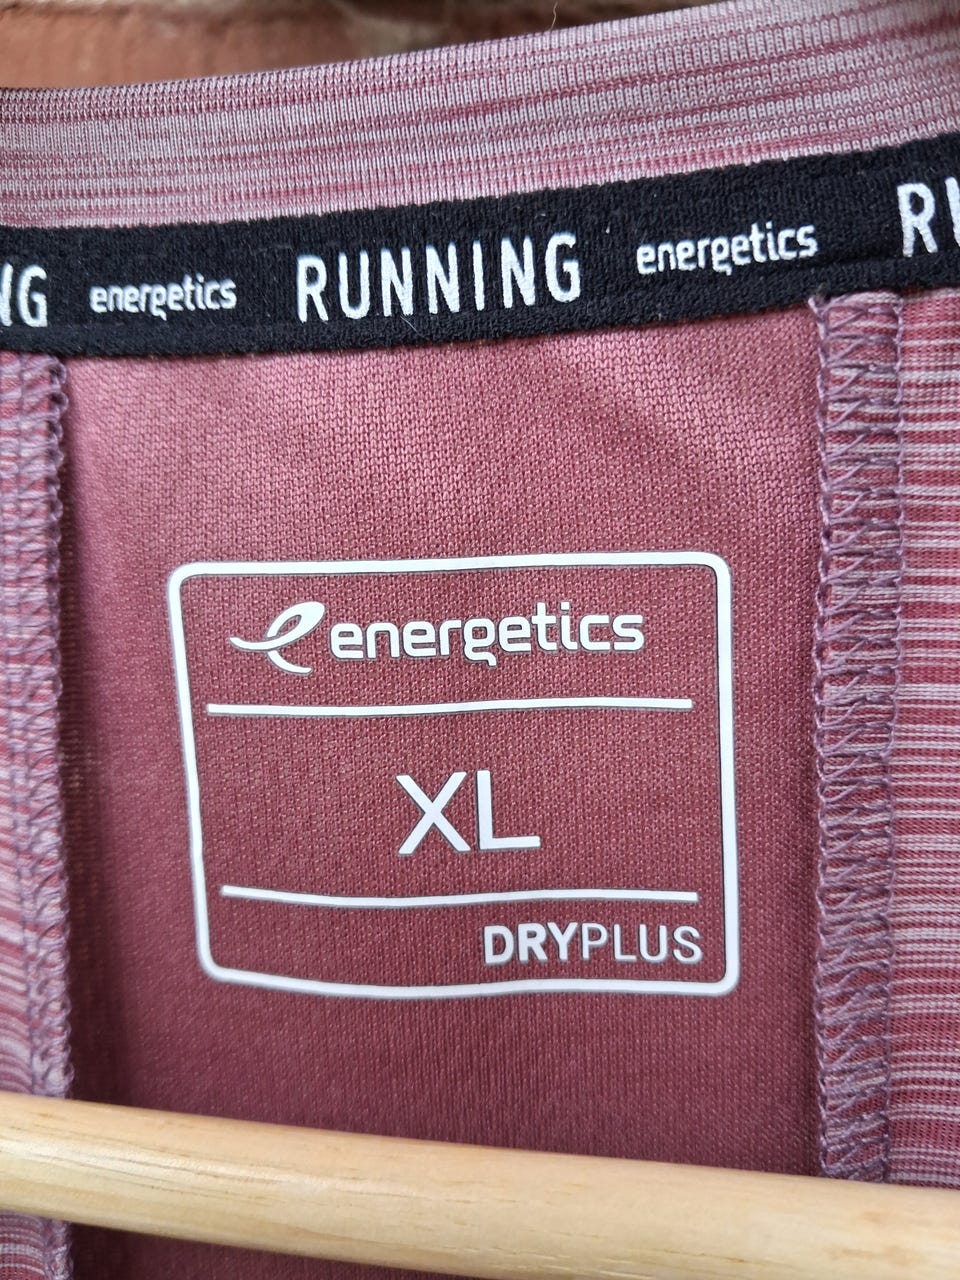 NG energetics RUNNING energetics RU
energetics
XL
DRYPLUS